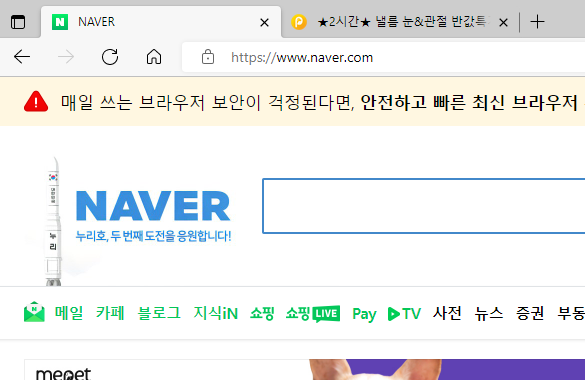 NAVER
★2시간★ 낼름 눈&관절 반값특
https://www.naver.com
매일 쓰는 브라우저 보안이 걱정된다면, 안전하고 빠른 최신 브라우저
누리
NAVER
누리호, 두 번째 도전을 응원합니다!
N 메일 카페 블로그 지식iN 쇼핑 쇼핑LIVE Pay TV 사전 뉴스 증권 부동